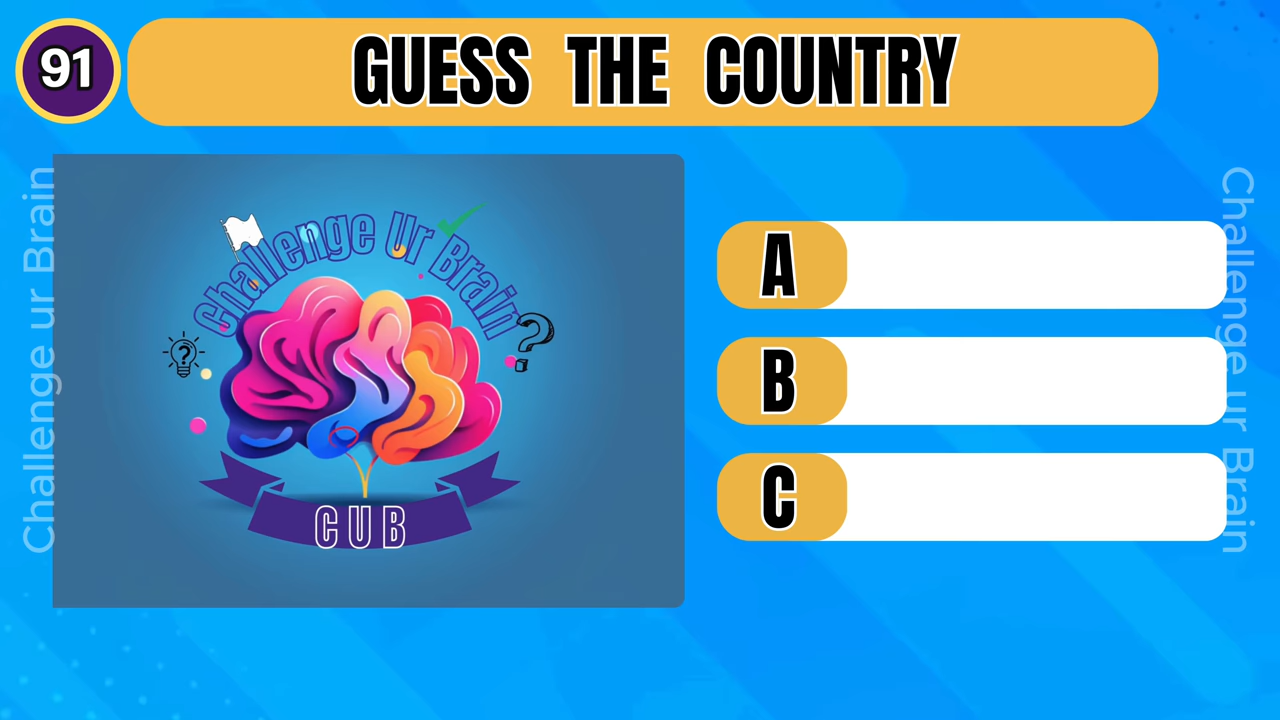 91
GUESS THE COUNTRY
Challenge ur Brain
Challenge Ur Brain
?
?
CUB
A
B
C
Challenge ur Brain